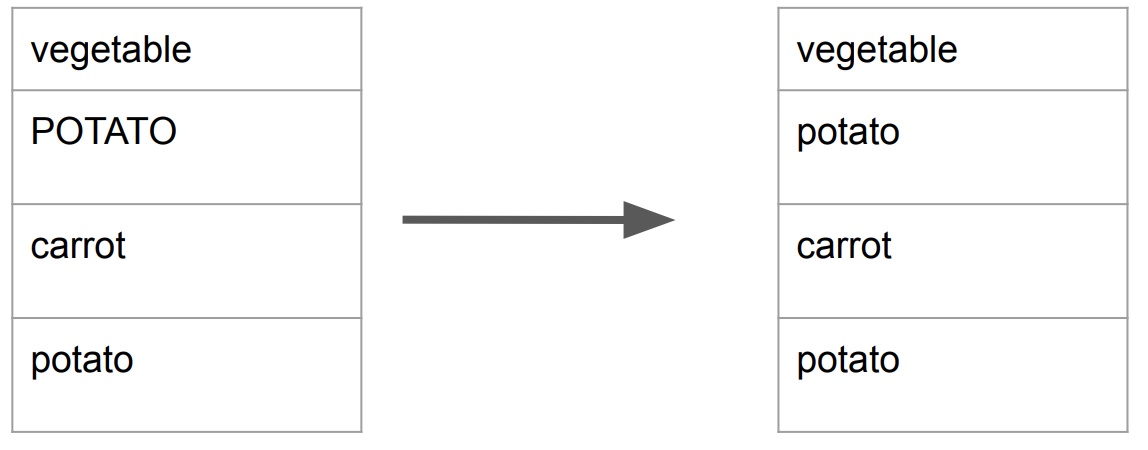 vegetable
POTATO
carrot
potato
vegetable
potato
carrot
potato